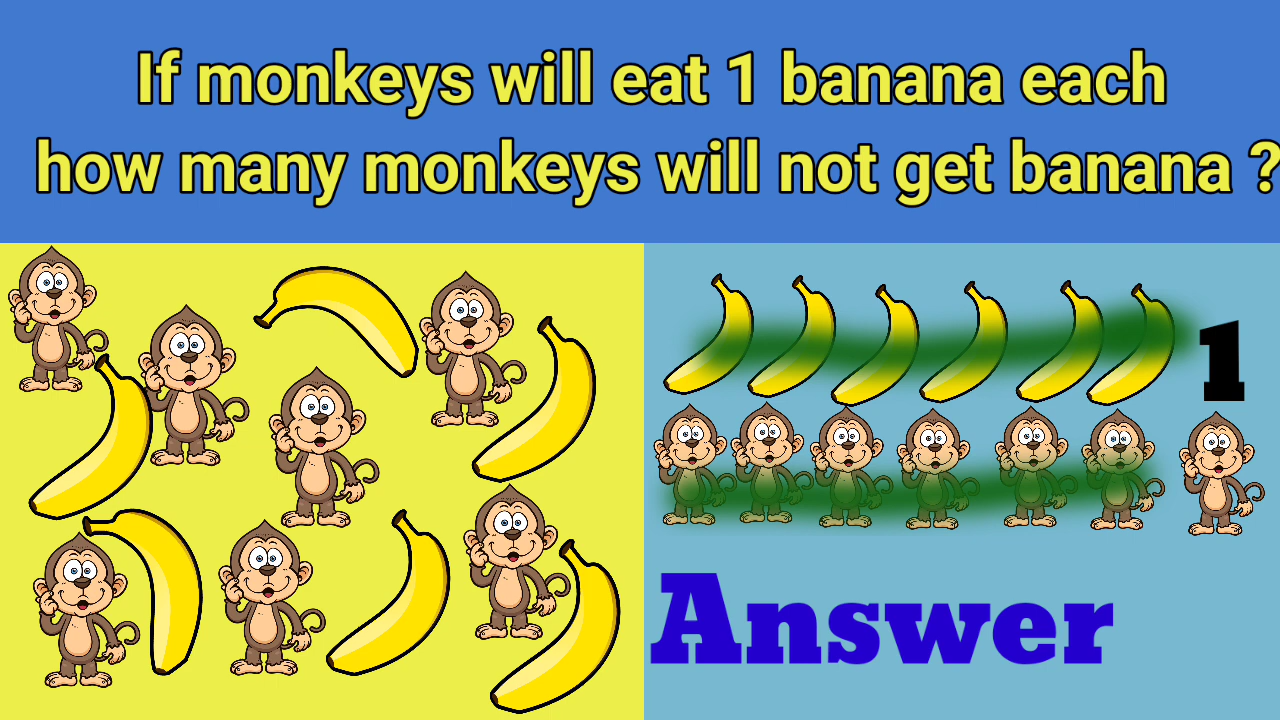 If monkeys will eat 1 banana each
how many monkeys will not get banana ?
1
Answer